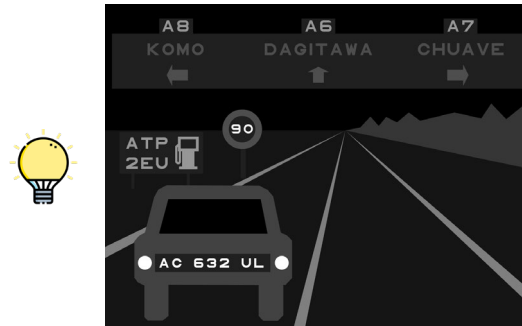 A8 A6 A7
KOMO DAGITAWA CHUAVE
90
ATP
2EU
AC 632 UL